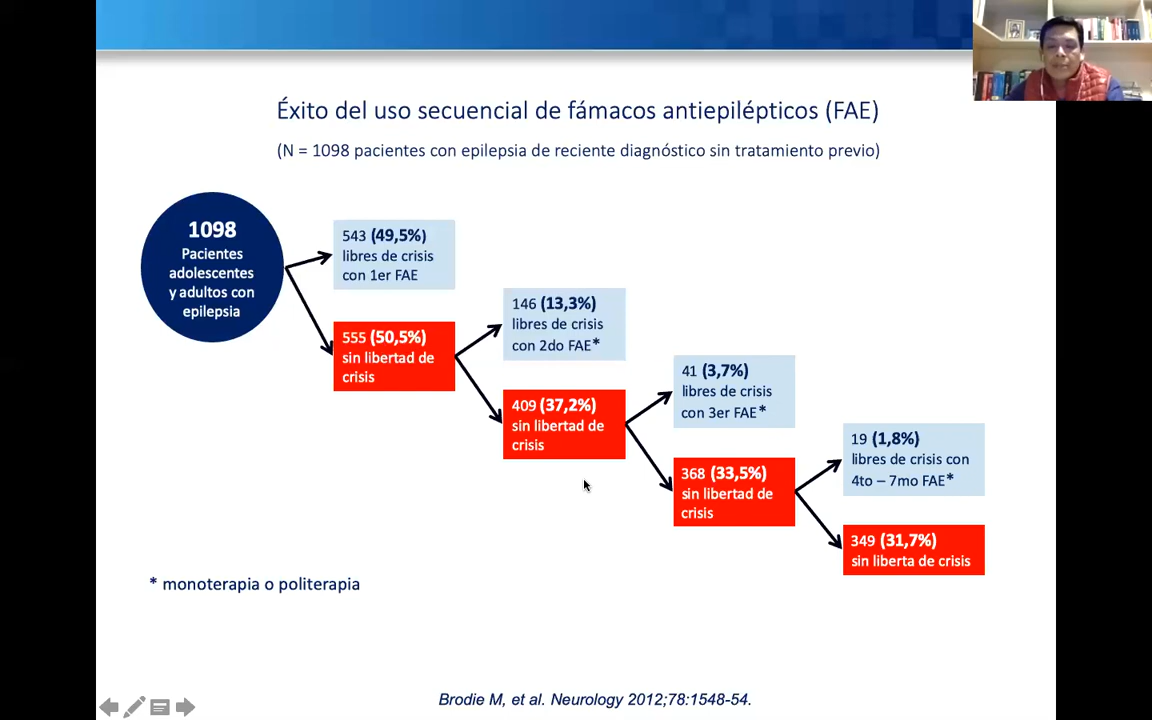 Éxito del uso secuencial de fámacos antiepilépticos (FAE)
(N = 1098 pacientes con epilepsia de reciente diagnóstico sin tratamiento previo)
1098
Pacientes
adolescentes
y adultos con
epilepsia
543 (49,5%)
libres de crisis
con 1er FAE
555 (50,5%)
sin libertad de
crisis
146 (13,3%)
libres de crisis
con 2do FAE*
409 (37,2%)
sin libertad de
crisis
41 (3,7%)
libres de crisis
con 3er FAE*
368 (33,5%)
sin libertad de
crisis
19 (1,8%)
libres de crisis con
4to – 7mo FAE*
349 (31,7%)
sin liberta de crisis
* monoterapia o politerapia
Brodie M, et al. Neurology 2012;78:1548-54.